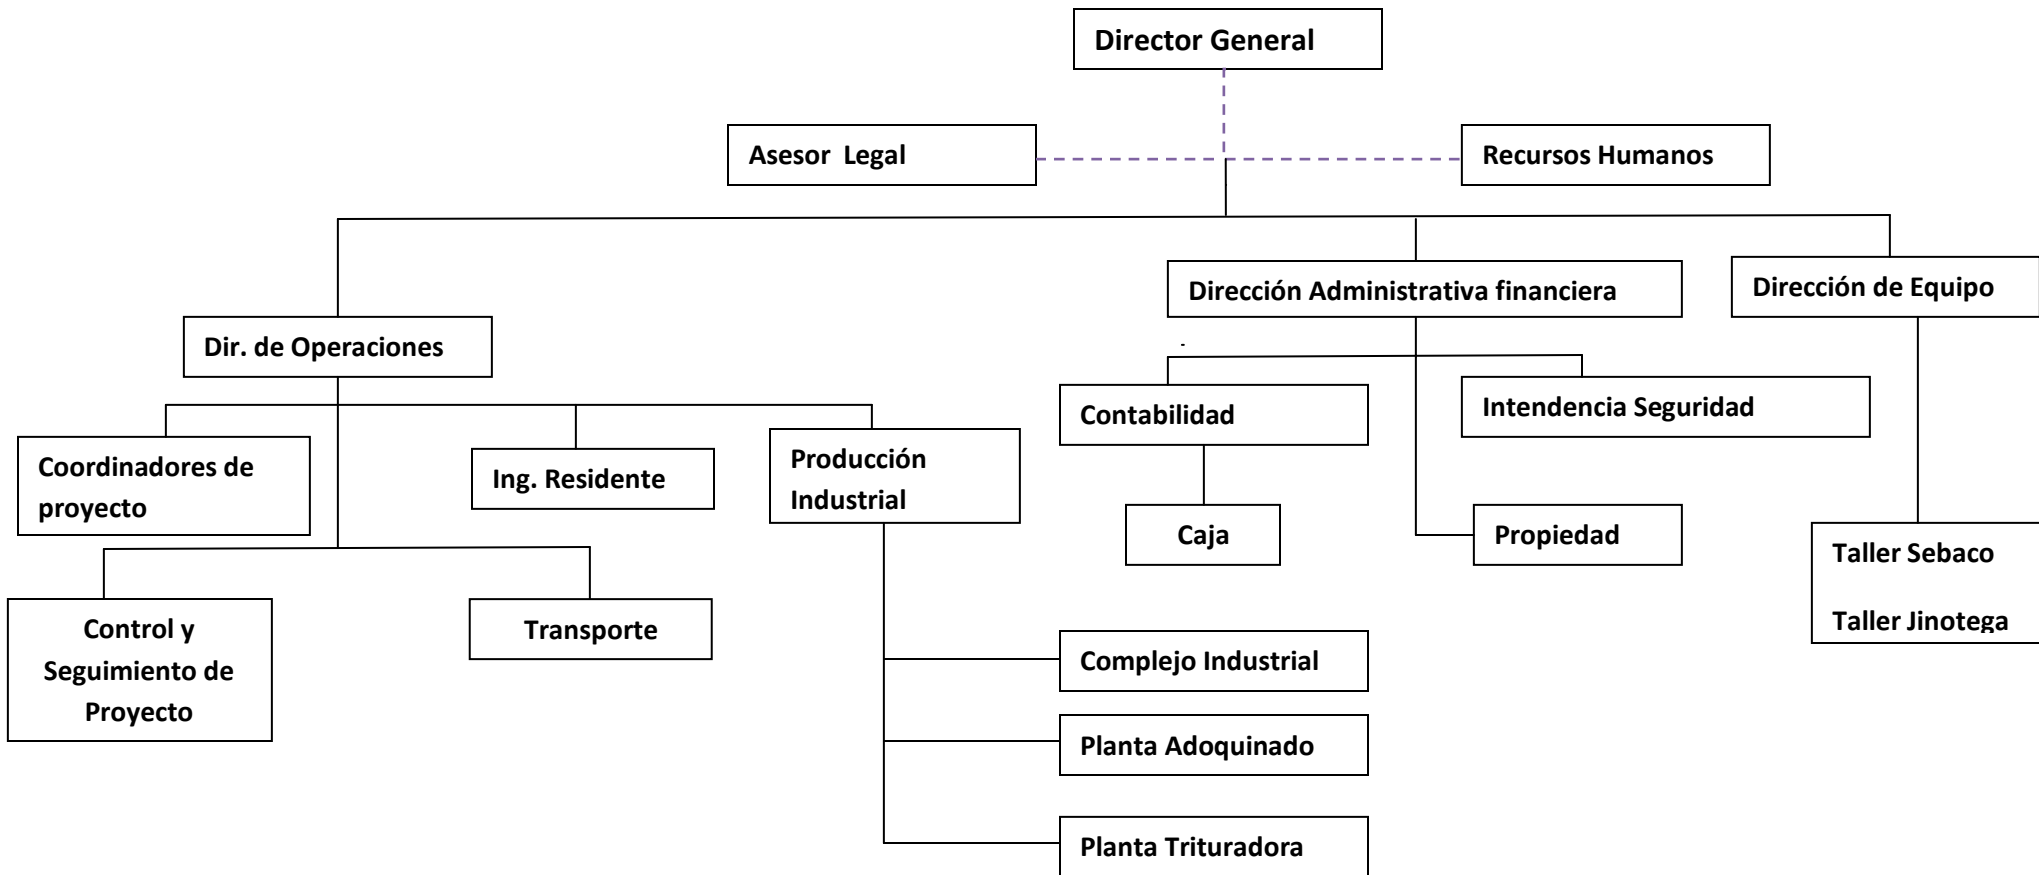 Director General
Asesor Legal
Recursos Humanos
Dirección Administrativa financiera
Dirección de Equipo
Dir. de Operaciones
Contabilidad
Intendencia Seguridad
Coordinadores de
proyecto
Ing. Residente
Producción
Industrial
Caja
Propiedad
Taller Sebaco
Taller Jinotega
Control y
Seguimiento de
Proyecto
Transporte
Complejo Industrial
Planta Adoquinado
Planta Trituradora